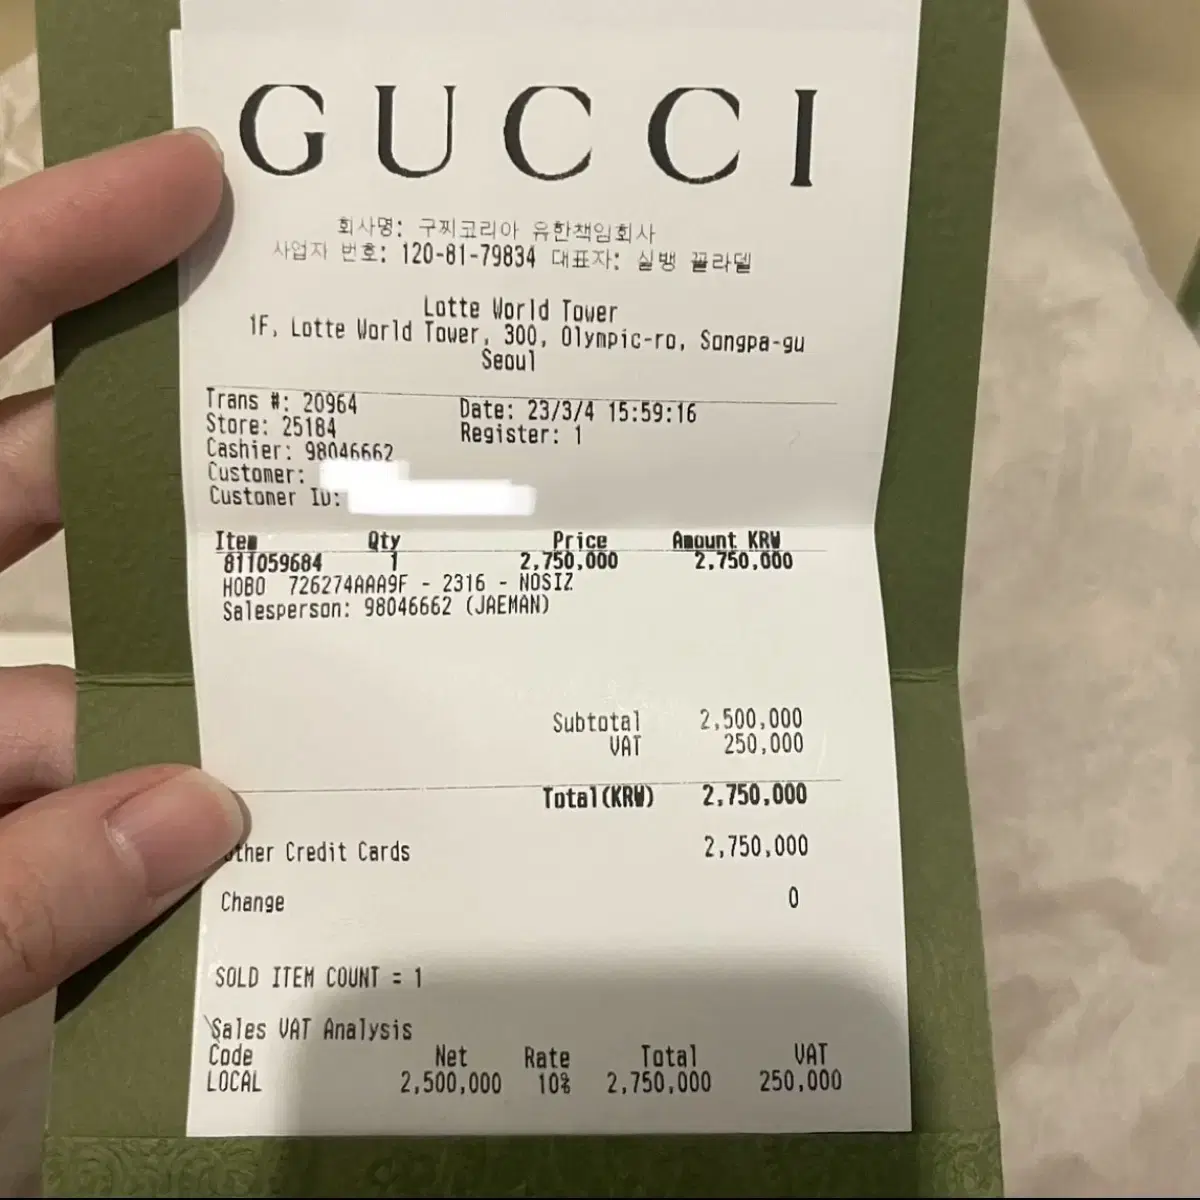 GUCCI
회사명: 구찌코리아 유한책임회사
사업자 번호: 120-81-79834 대표자: 실뱅 끌라델
Lotte World Tower
1F, Lotte World Tower, 300, Olympic-ro, Songpa-gu
Seoul
Trans #: 20964 Date: 23/3/4 15:59:16
Store: 25184 Register: 1
Cashier: 98046662
Customer:
Customer ID:
Item Qty Price Amount KRW
811059684 1 2,750,000 2,750,000
HOBO 726274AAA9F - 2316 - NOSIZ
Salesperson: 98046662 (JAEMAN)
Subtotal 2,500,000
VAT 250,000
Total(KRW) 2,750,000
Other Credit Cards 2,750,000
Change 0
SOLD ITEM COUNT = 1
Sales VAT Analysis
Code Net Rate Total VAT
LOCAL 2,500,000 10% 2,750,000 250,000